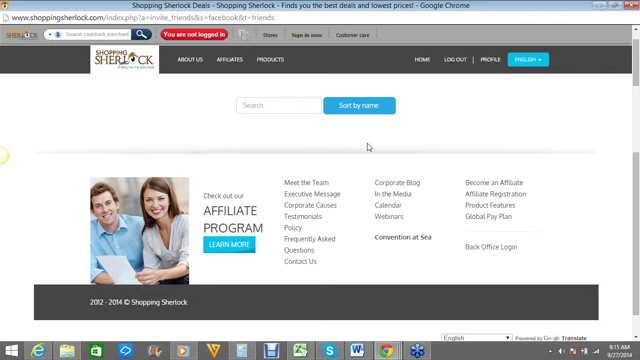 Shopping Sherlock Deals - Shopping Sherlock - Finds you the best deals and lowest prices! - Google Chrome
www.shoppingsherlock.com/index.php?a=invite_friends&s=facebook&t=friends
SHERLOCK
Search cashback merchant
You are not logged in
Stores
Sign in now
Customer care
SHOPPING
SHERLOCK
ABOUT US
AFFILIATES
PRODUCTS
HOME
LOG OUT
PROFILE
ENGLISH
Search ...
Sort by name
Check out our
AFFILIATE
PROGRAM
LEARN MORE
Meet the Team
Executive Message
Corporate Causes
Testimonials
Policy
Frequently Asked
Questions
Contact Us
Corporate Blog
In the Media
Calendar
Webinars
Convention at Sea
Become an Affiliate
Affiliate Registration
Product Features
Global Pay Plan
Back Office Login
2012 - 2014 © Shopping Sherlock
English
Powered by Google Translate
9:15 AM
9/27/2014